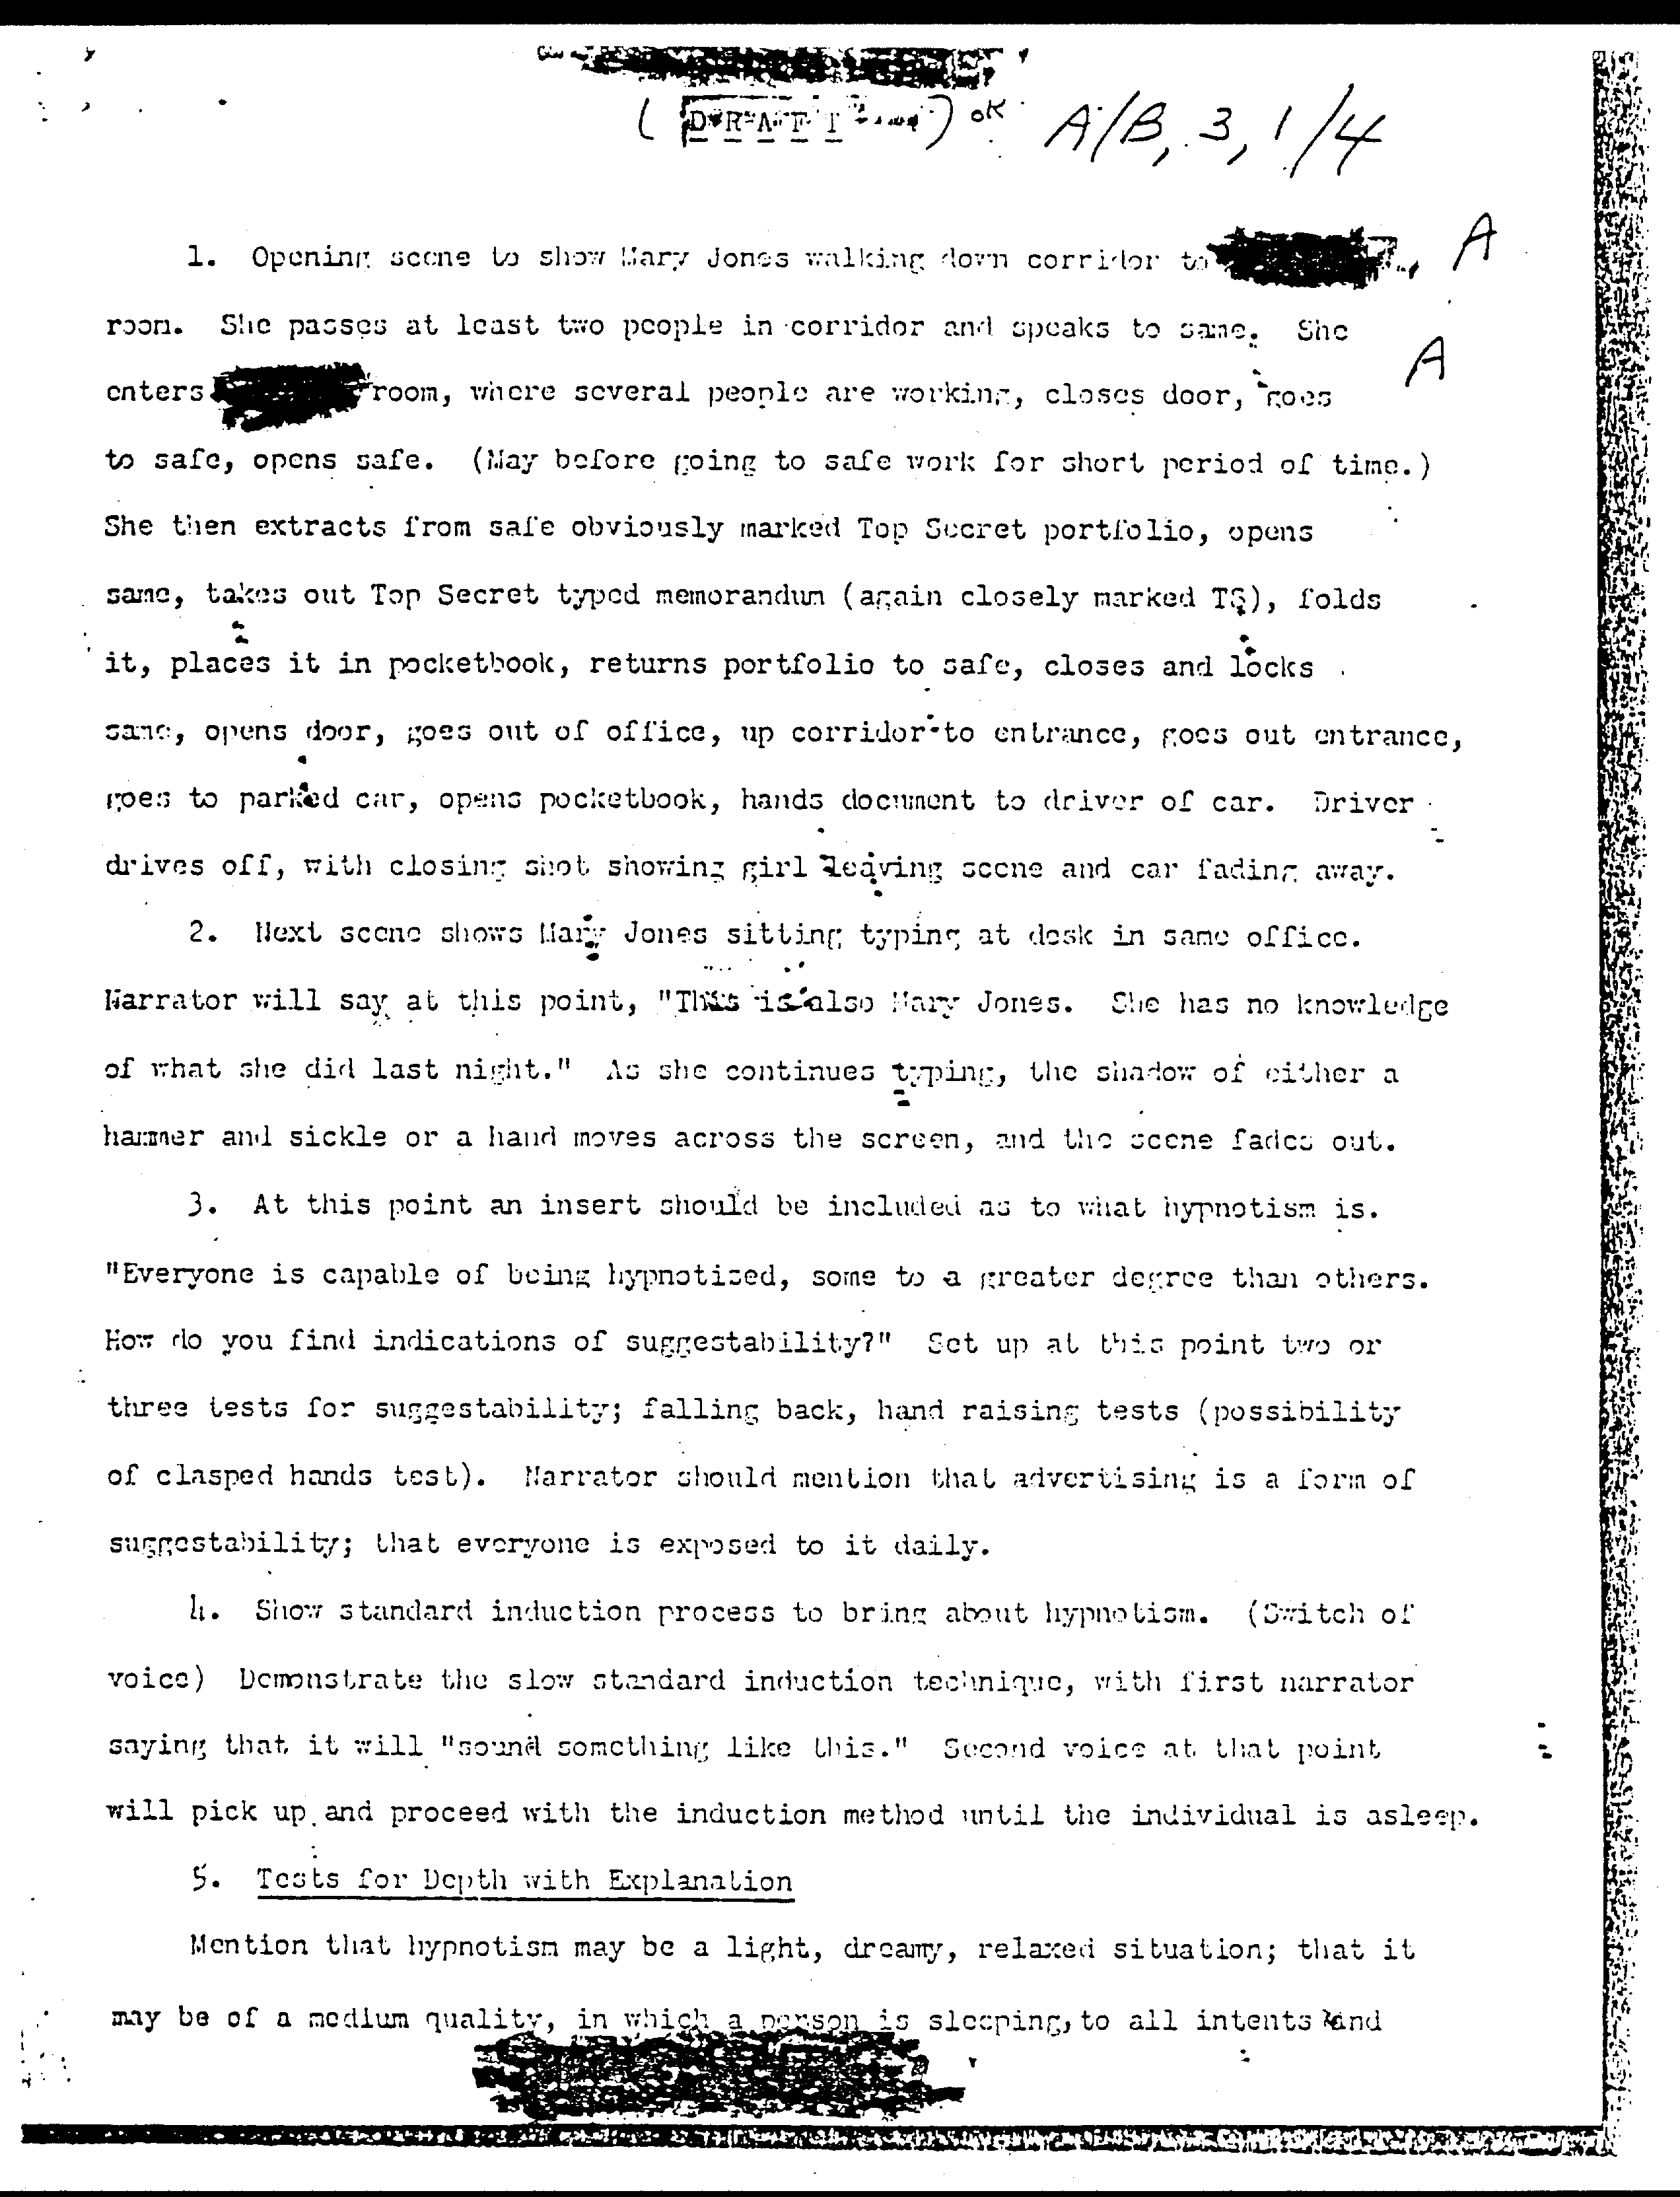 (DRAFT) OK A/B, 3, 1/4
1. Opening scene to show Mary Jones walking down corridor to A
room. She passes at least two people in corridor and speaks to same. She
enters room, where several people are working, closes door, goes A
to safe, opens safe. (May before going to safe work for short period of time.)
She then extracts from safe obviously marked Top Secret portfolio, opens
same, takes out Top Secret typed memorandum (again closely marked TS), folds
it, places it in pocketbook, returns portfolio to safe, closes and locks
same, opens door, goes out of office, up corridor to entrance, goes out entrance,
goes to parked car, opens pocketbook, hands document to driver of car. Driver
drives off, with closing shot showing girl leaving scene and car fading away.
2. Next scene shows Mary Jones sitting typing at desk in same office.
Narrator will say at this point, "This is also Mary Jones. She has no knowledge
of what she did last night." As she continues typing, the shadow of either a
hammer and sickle or a hand moves across the screen, and the scene fades out.
3. At this point an insert should be included as to what hypnotism is.
"Everyone is capable of being hypnotized, some to a greater degree than others.
How do you find indications of suggestability?" Set up at this point two or
three tests for suggestability; falling back, hand raising tests (possibility
of clasped hands test). Narrator should mention that advertising is a form of
suggestability; that everyone is exposed to it daily.
4. Show standard induction process to bring about hypnotism. (Switch of
voice) Demonstrate the slow standard induction technique, with first narrator
saying that it will "sound something like this." Second voice at that point
will pick up and proceed with the induction method until the individual is asleep.
5. Tests for Depth with Explanation
Mention that hypnotism may be a light, dreamy, relaxed situation; that it
may be of a medium quality, in which a person is sleeping, to all intents and